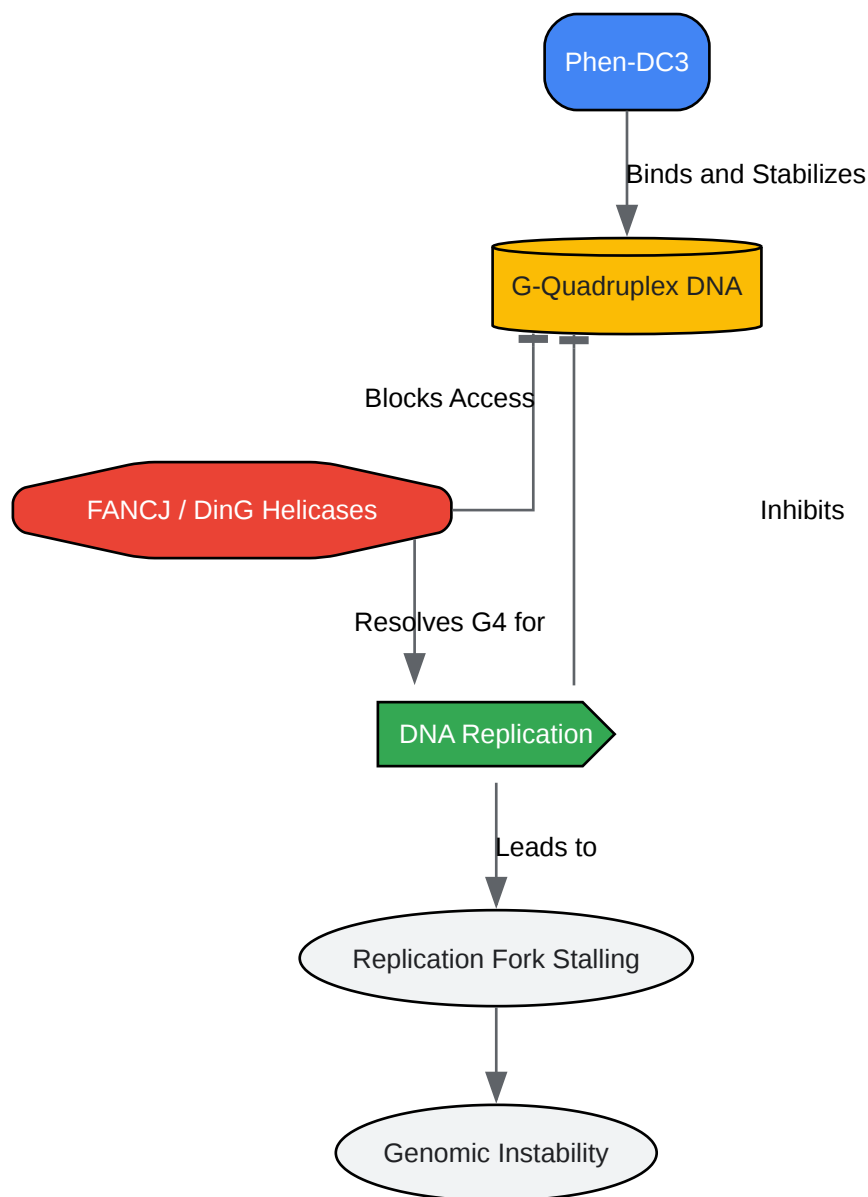 Phen-DC3
Binds and Stabilizes
G-Quadruplex DNA
Blocks Access
FANCJ / DinG Helicases
Inhibits
Resolves G4 for
DNA Replication
Leads to
Replication Fork Stalling
Genomic Instability